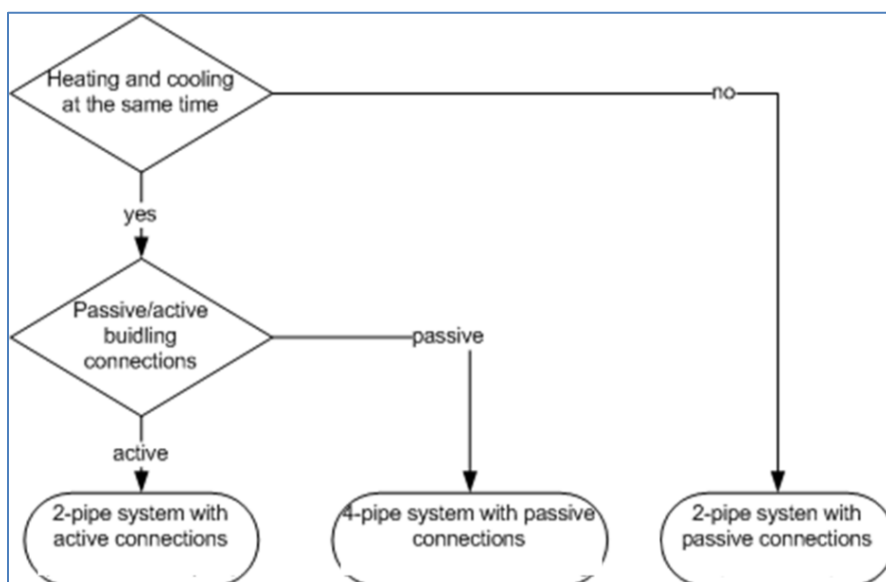 Heating and cooling
at the same time
no
yes
Passive/active
buidling
connections
passive
active
2-pipe system with
active connections
4-pipe system with passive
connections
2-pipe systen with
passive connections